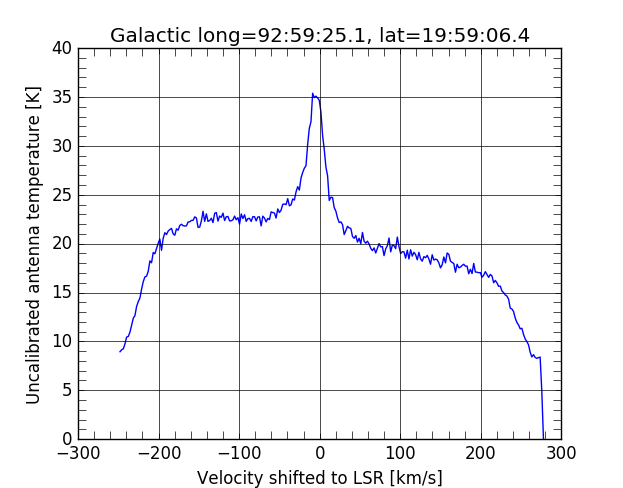 Galactic long=92:59:25.1, lat=19:59:06.4
Uncalibrated antenna temperature [K]
40
35
30
25
20
15
10
5
0
−300 −200 −100 0 100 200 300
Velocity shifted to LSR [km/s]